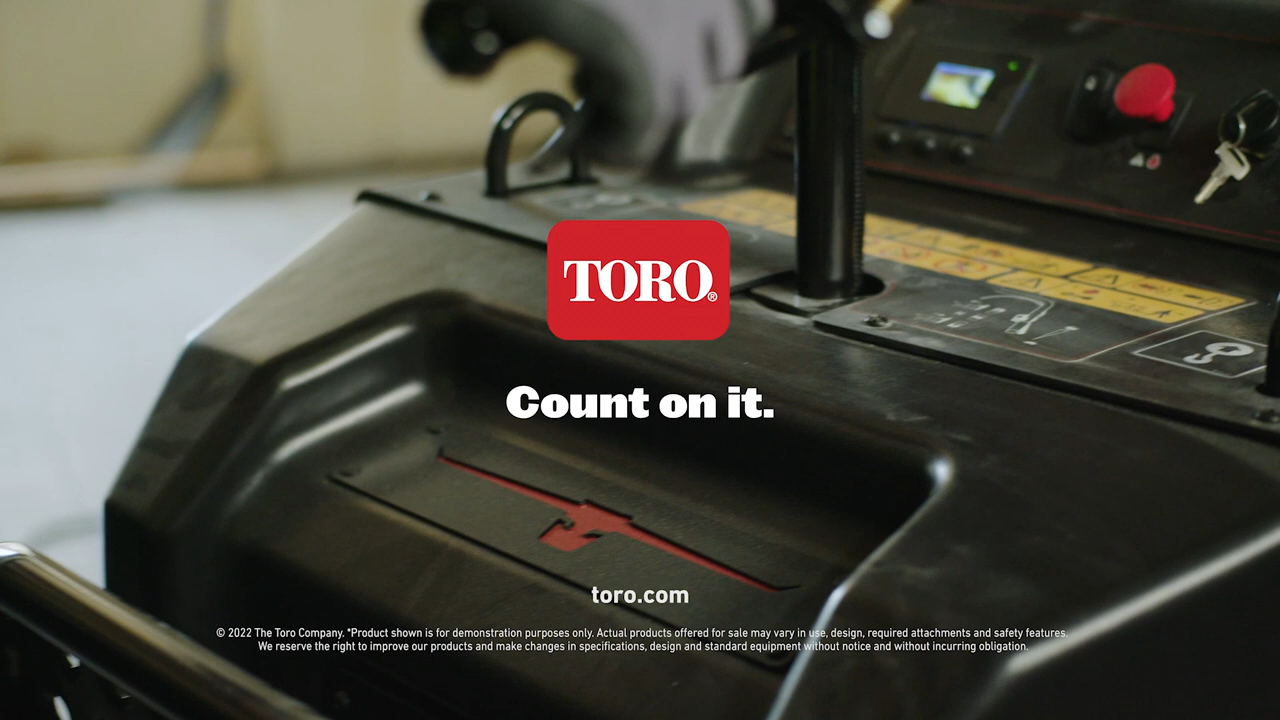 TORO®
Count on it.
toro.com
© 2022 The Toro Company. *Product shown is for demonstration purposes only. Actual products offered for sale may vary in use, design, required attachments and safety features.
We reserve the right to improve our products and make changes in specifications, design and standard equipment without notice and without incurring obligation.